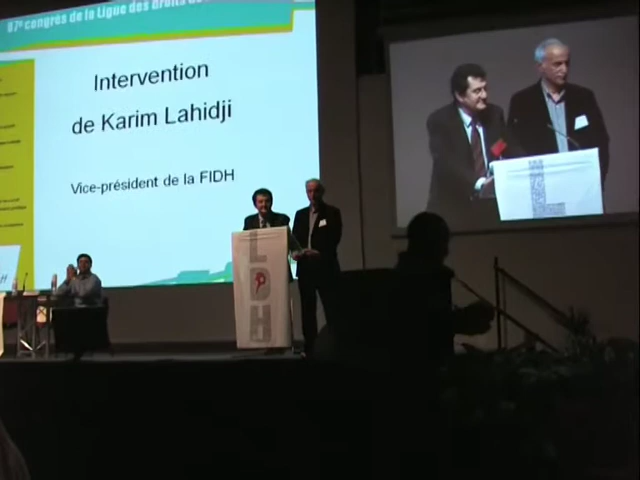 87e congrès de la Ligue des droits
Intervention
de Karim Lahidji
Vice-président de la FIDH
LDH
L